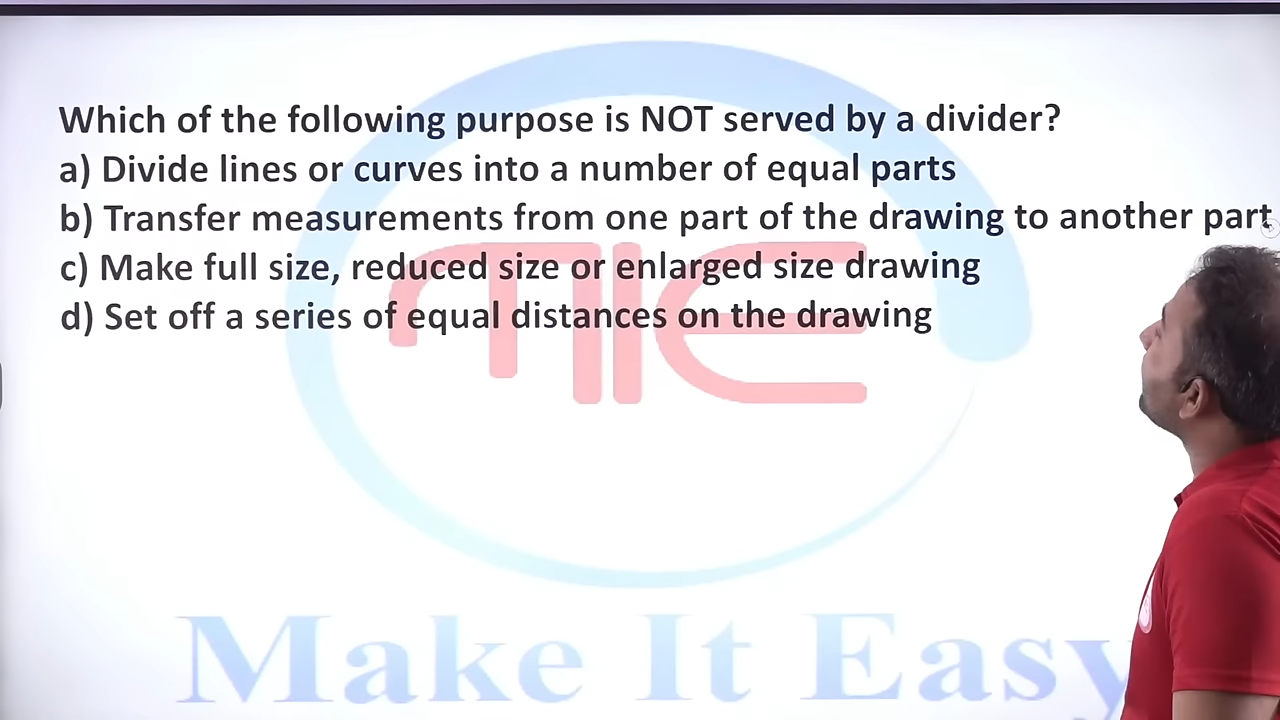 Which of the following purpose is NOT served by a divider?
a) Divide lines or curves into a number of equal parts
b) Transfer measurements from one part of the drawing to another part
c) Make full size, reduced size or enlarged size drawing
d) Set off a series of equal distances on the drawing
MIE
Make It Easy